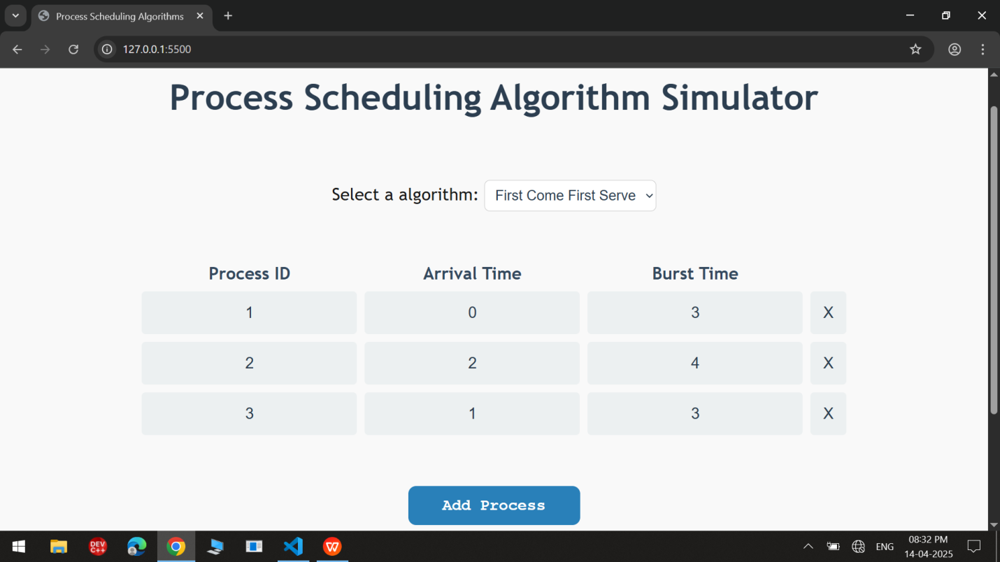 Process Scheduling Algorithms
127.0.0.1:5500
Process Scheduling Algorithm Simulator
Select a algorithm: First Come First Serve
Process ID Arrival Time Burst Time
1 0 3 X
2 2 4 X
3 1 3 X
Add Process
DEV C++
W
ENG
08:32 PM
14-04-2025